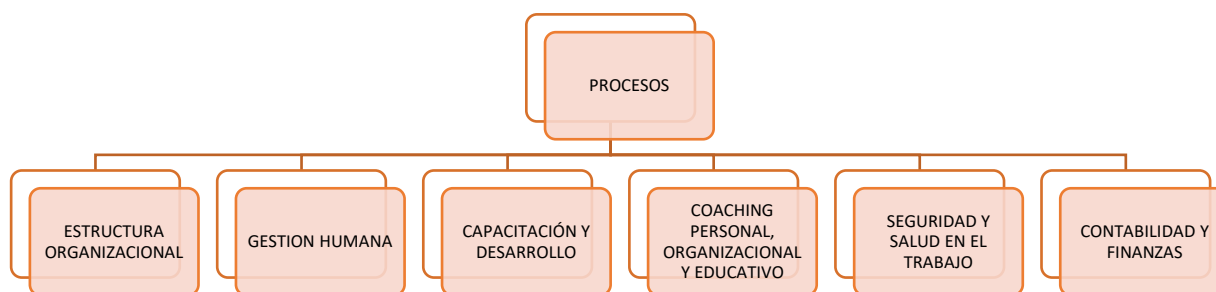 PROCESOS
ESTRUCTURA
ORGANIZACIONAL
GESTION HUMANA
CAPACITACIÓN Y
DESARROLLO
COACHING
PERSONAL,
ORGANIZACIONAL
Y EDUCATIVO
SEGURIDAD Y
SALUD EN EL
TRABAJO
CONTABILIDAD Y
FINANZAS